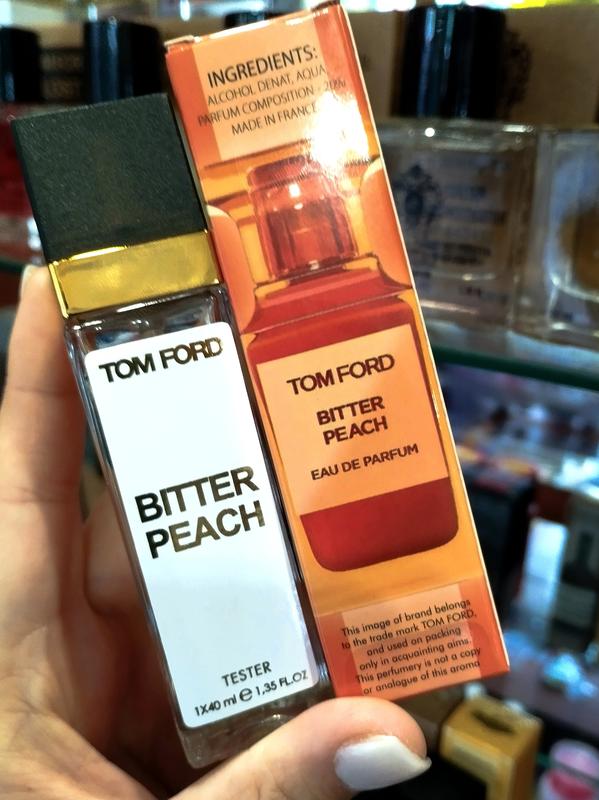 TOM FORD
BITTER
PEACH
TESTER
1X40 ml ℮ 1,35 FL.OZ
INGREDIENTS:
ALCOHOL DENAT, AQUA,
PARFUM COMPOSITION - 20%
MADE IN FRANCE
TOM FORD
BITTER
PEACH
EAU DE PARFUM
This image of brand belongs
to the trade mark TOM FORD,
and used on packing
only in acquainting aims.
This perfumery is not a copy
or analogue of this aroma